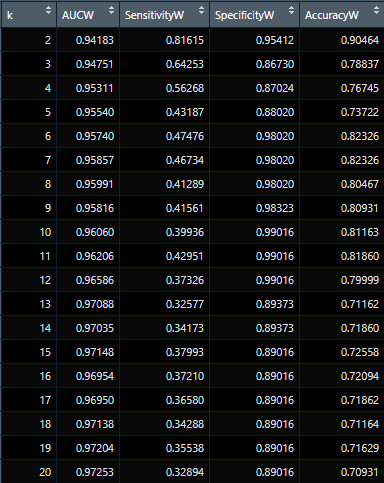 k AUCW SensitivityW SpecificityW AccuracyW
2 0.94183 0.81615 0.95412 0.90464
3 0.94751 0.64253 0.86730 0.78837
4 0.95311 0.56268 0.87024 0.76745
5 0.95540 0.43187 0.88020 0.73722
6 0.95740 0.47476 0.98020 0.82326
7 0.95857 0.46734 0.98020 0.82326
8 0.95991 0.41289 0.98020 0.80467
9 0.95816 0.41561 0.98323 0.80931
10 0.96060 0.39936 0.99016 0.81163
11 0.96206 0.42951 0.99016 0.81860
12 0.96586 0.37326 0.99016 0.79999
13 0.97088 0.32577 0.89373 0.71162
14 0.97035 0.34173 0.89373 0.71860
15 0.97148 0.37993 0.89016 0.72558
16 0.96954 0.37210 0.89016 0.72094
17 0.96950 0.36580 0.89016 0.71862
18 0.97138 0.34288 0.89016 0.71164
19 0.97204 0.35538 0.89016 0.71629
20 0.97253 0.32894 0.89016 0.70931